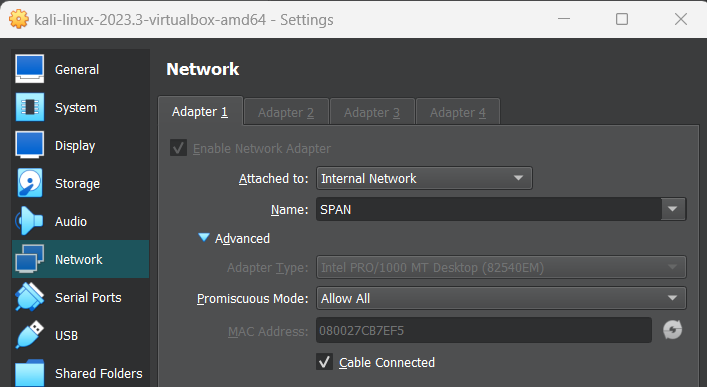 kali-linux-2023.3-virtualbox-amd64 - Settings
General
System
Display
Storage
Audio
Network
Serial Ports
USB
Shared Folders
Network
Adapter 1 Adapter 2 Adapter 3 Adapter 4
Enable Network Adapter
Attached to: Internal Network
Name: SPAN
Advanced
Adapter Type: Intel PRO/1000 MT Desktop (82540EM)
Promiscuous Mode: Allow All
MAC Address: 080027CB7EF5
Cable Connected